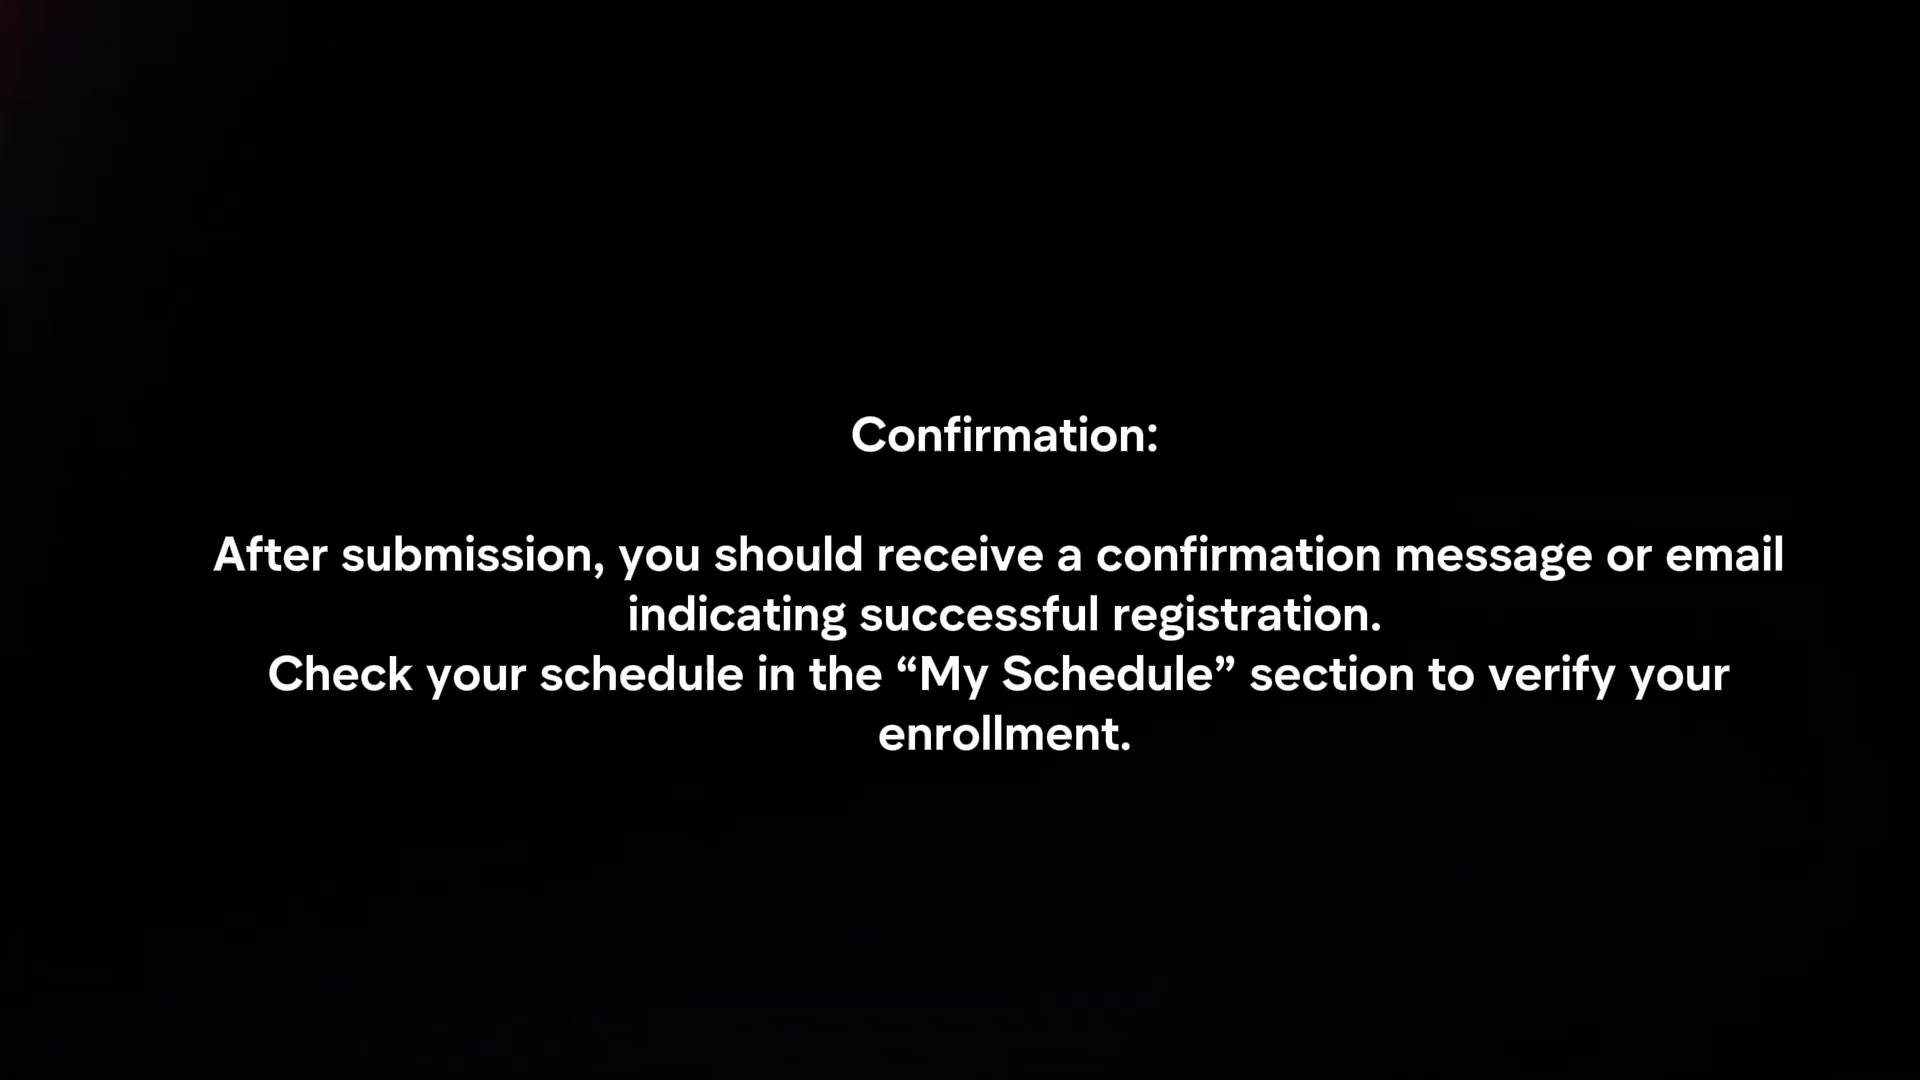 Confirmation:
After submission, you should receive a confirmation message or email
indicating successful registration.
Check your schedule in the “My Schedule” section to verify your
enrollment.